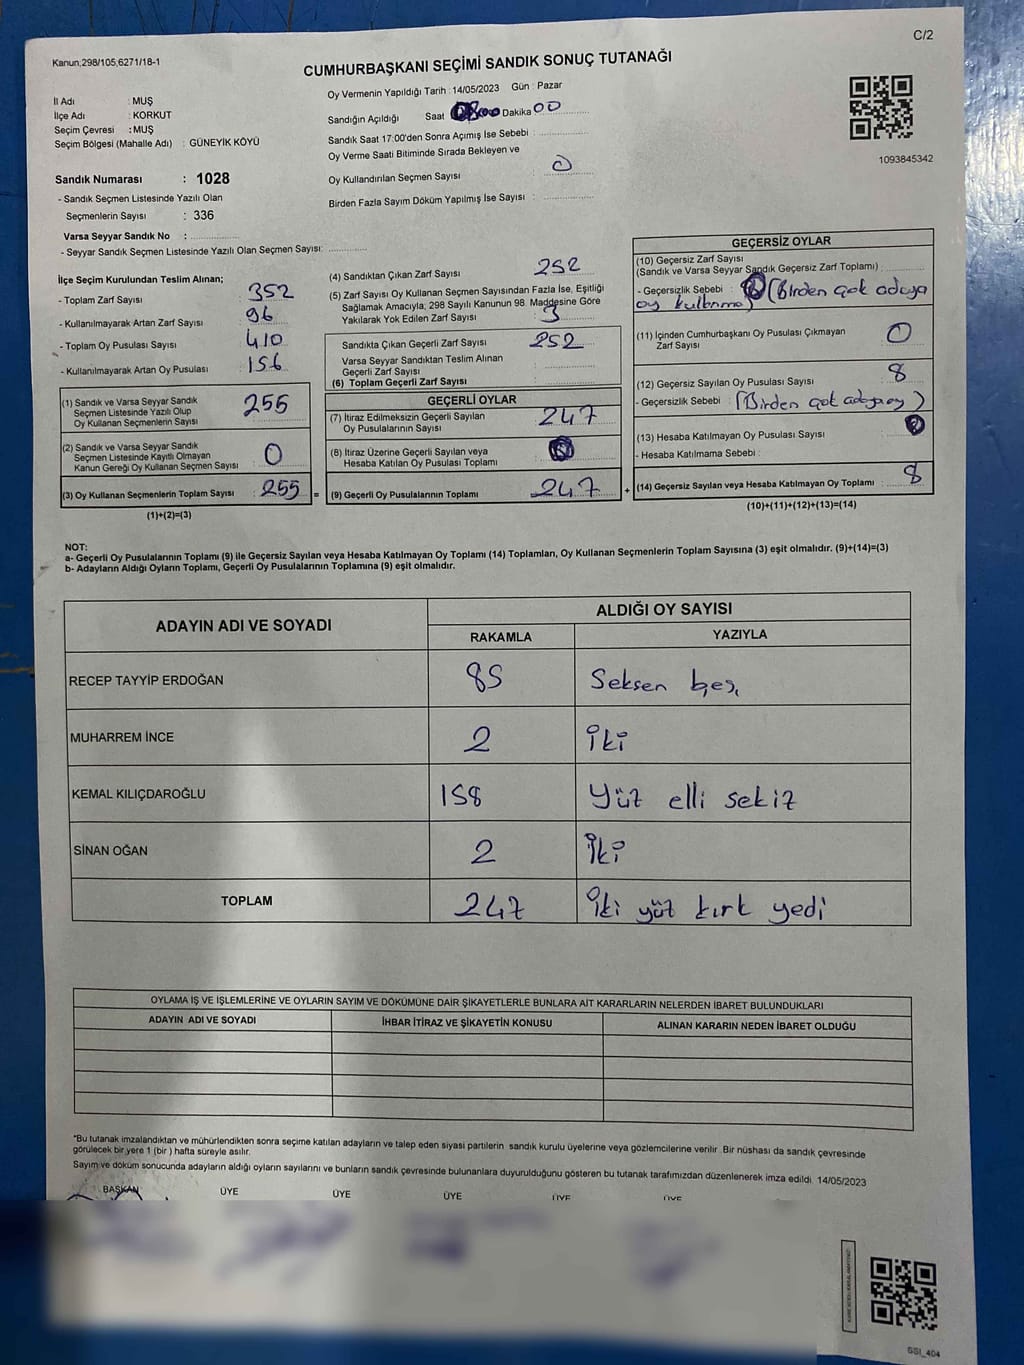 C/2
Kanun;298/105;6271/18-1
CUMHURBAŞKANI SEÇİMİ SANDIK SONUÇ TUTANAĞI
İl Adı : MUŞ
İlçe Adı : KORKUT
Seçim Çevresi : MUŞ
Seçim Bölgesi (Mahalle Adı) : GÜNEYİK KÖYÜ
Sandık Numarası : 1028
- Sandık Seçmen Listesinde Yazılı Olan
Seçmenlerin Sayısı : 336
Varsa Seyyar Sandık No :
- Seyyar Sandık Seçmen Listesinde Yazılı Olan Seçmen Sayısı:
Oy Vermenin Yapıldığı Tarih : 14/05/2023 Gün : Pazar
Sandığın Açıldığı Saat Dakika 00
Sandık Saat 17:00'den Sonra Açımış İse Sebebi :
Oy Verme Saati Bitiminde Sırada Bekleyen ve
Oy Kullandırılan Seçmen Sayısı : 0
Birden Fazla Sayım Döküm Yapılmış İse Sayısı :
1093845342
İlçe Seçim Kurulundan Teslim Alınan;
- Toplam Zarf Sayısı : 352
- Kullanılmayarak Artan Zarf Sayısı : 96
- Toplam Oy Pusulası Sayısı : 410
- Kullanılmayarak Artan Oy Pusulası : 156
(1) Sandık ve Varsa Seyyar Sandık
Seçmen Listesinde Yazılı Olup
Oy Kullanan Seçmenlerin Sayısı 255
(2) Sandık ve Varsa Seyyar Sandık
Seçmen Listesinde Kayıtlı Olmayan
Kanun Gereği Oy Kullanan Seçmen Sayısı 0
(3) Oy Kullanan Seçmenlerin Toplam Sayısı : 255 =
(1)+(2)=(3)
(4) Sandıktan Çıkan Zarf Sayısı 252
(5) Zarf Sayısı Oy Kullanan Seçmen Sayısından Fazla İse, Eşitliği
Sağlamak Amacıyla, 298 Sayılı Kanunun 98. Maddesine Göre
Yakılarak Yok Edilen Zarf Sayısı 3
Sandıkta Çıkan Geçerli Zarf Sayısı 252
Varsa Seyyar Sandıktan Teslim Alınan
Geçerli Zarf Sayısı
(6) Toplam Geçerli Zarf Sayısı
GEÇERLİ OYLAR
(7) İtiraz Edilmeksizin Geçerli Sayılan
Oy Pusulalarının Sayısı 247
(8) İtiraz Üzerine Geçerli Sayılan veya
Hesaba Katılan Oy Pusulası Toplamı
(9) Geçerli Oy Pusulalarının Toplamı 247 +
GEÇERSİZ OYLAR
(10) Geçersiz Zarf Sayısı
(Sandık ve Varsa Seyyar Sandık Geçersiz Zarf Toplamı)
- Geçersizlik Sebebi : (Birden çok adaya
oy kullanma)
(11) İçinden Cumhurbaşkanı Oy Pusulası Çıkmayan
Zarf Sayısı 0
(12) Geçersiz Sayılan Oy Pusulası Sayısı 8
- Geçersizlik Sebebi : (Birden çok adaya oy)
(13) Hesaba Katılmayan Oy Pusulası Sayısı
- Hesaba Katılmama Sebebi :
(14) Geçersiz Sayılan veya Hesaba Katılmayan Oy Toplamı : 8
(10)+(11)+(12)+(13)=(14)
NOT:
a- Geçerli Oy Pusulalarının Toplamı (9) ile Geçersiz Sayılan veya Hesaba Katılmayan Oy Toplamı (14) Toplamları, Oy Kullanan Seçmenlerin Toplam Sayısına (3) eşit olmalıdır. (9)+(14)=(3)
b- Adayların Aldığı Oyların Toplamı, Geçerli Oy Pusulalarının Toplamına (9) eşit olmalıdır.
ADAYIN ADI VE SOYADI
ALDIĞI OY SAYISI
RAKAMLA YAZIYLA
RECEP TAYYİP ERDOĞAN 85 Seksen beş
MUHARREM İNCE 2 iki
KEMAL KILIÇDAROĞLU 158 Yüz elli sekiz
SİNAN OĞAN 2 iki
TOPLAM 247 iki yüz kırk yedi
OYLAMA İŞ VE İŞLEMLERİNE VE OYLARIN SAYIM VE DÖKÜMÜNE DAİR ŞİKAYETLERLE BUNLARA AİT KARARLARIN NELERDEN İBARET BULUNDUKLARI
ADAYIN ADI VE SOYADI İHBAR İTİRAZ VE ŞİKAYETİN KONUSU ALINAN KARARIN NEDEN İBARET OLDUĞU
*Bu tutanak imzalandıktan ve mühürlendikten sonra seçime katılan adayların ve talep eden siyasi partilerin sandık kurulu üyelerine veya gözlemcilerine verilir. Bir nüshası da sandık çevresinde
görülecek bir yere 1 (bir ) hafta süreyle asılır.
Sayım ve döküm sonucunda adayların aldığı oyların sayılarını ve bunların sandık çevresinde bulunanlara duyurulduğunu gösteren bu tutanak tarafımızdan düzenlenerek imza edildi. 14/05/2023
BAŞKAN ÜYE ÜYE ÜYE ÜYE ÜYE
SSI_404